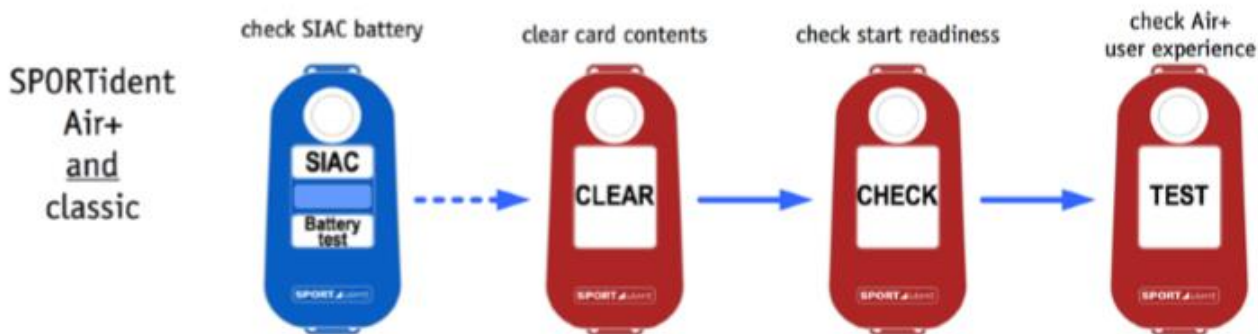 SPORTident
Air+
and
classic
check SIAC battery
SIAC
Battery
test
SPORTident
clear card contents
CLEAR
SPORTident
check start readiness
CHECK
SPORTident
check Air+
user experience
TEST
SPORTident